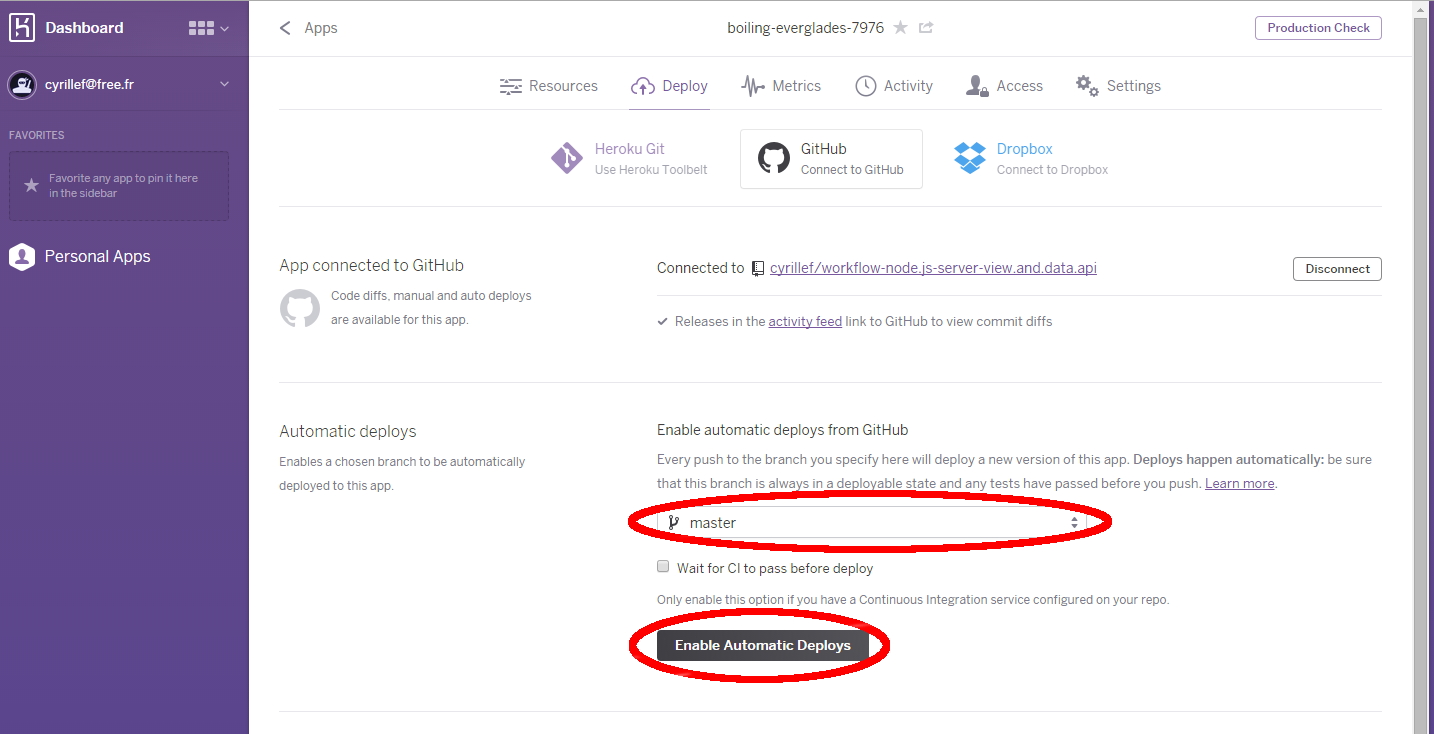 Dashboard
cyrillef@free.fr
FAVORITES
Favorite any app to pin it here
in the sidebar
Personal Apps
Apps
boiling-everglades-7976
Production Check
Resources
Deploy
Metrics
Activity
Access
Settings
Heroku Git
Use Heroku Toolbelt
GitHub
Connect to GitHub
Dropbox
Connect to Dropbox
App connected to GitHub
Code diffs, manual and auto deploys
are available for this app.
Connected to cyrillef/workflow-node.js-server-view.and.data.api
Disconnect
Releases in the activity feed link to GitHub to view commit diffs
Automatic deploys
Enables a chosen branch to be automatically
deployed to this app.
Enable automatic deploys from GitHub
Every push to the branch you specify here will deploy a new version of this app. Deploys happen automatically: be sure
that this branch is always in a deployable state and any tests have passed before you push. Learn more.
master
Wait for CI to pass before deploy
Only enable this option if you have a Continuous Integration service configured on your repo.
Enable Automatic Deploys